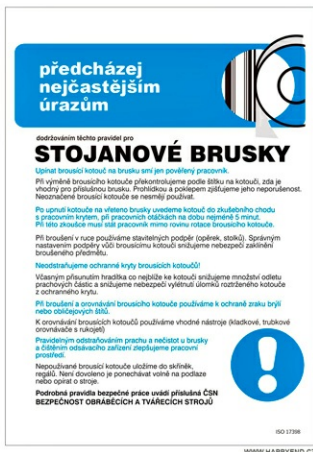 předcházej
nejčastějším
úrazům
dodržováním těchto pravidel pro
STOJANOVÉ BRUSKY
Upínat brousicí kotouč na brusku smí jen pověřený pracovník.
Při výměně brousicího kotouče překontrolujeme podle štítku na kotouči, zda je
vhodný pro příslušnou brusku. Prohlídkou a poklepem zjišťujeme jeho neporušenost.
Neoznačené brousicí kotouče se nesmějí používat.
Po upnutí kotouče na vřeteno brusky uvedeme kotouč do zkušebního chodu
s pracovním krytem, při pracovních otáčkách na dobu nejméně 5 minut.
Při této zkoušce musí stát pracovník mimo rovinu rotace brousicího kotouče.
Při broušení v ruce používáme stavitelných podpěr (opěrek, stolků). Správným
nastavením podpěry vůči brousicímu kotouči snižujeme nebezpečí zaklínění
broušeného předmětu.
Neodstraňujeme ochranné kryty brousicích kotoučů!
Včasným přisunutím hradítka co nejblíže ke kotouči snižujeme množství odletu
prachových částic a snižujeme nebezpečí vylétnutí úlomků roztrženého kotouče
z ochranného krytu.
Při broušení a orovnávání brousicího kotouče používáme k ochraně zraku brýlí
nebo obličejových štítů.
K orovnávání brousicích kotoučů používáme vhodné nástroje (kladkové, trubkové
orovnávače s rukojetí)
Pravidelným odstraňováním prachu a nečistot u brusky
a čištěním odsávacího zařízení zlepšujeme pracovní
prostředí.
Nepoužívané brousicí kotouče uložíme do skříněk,
regálů. Není dovoleno je ponechávat volně na podlaze
nebo opírat o stroje.
Podrobná pravidla bezpečné práce uvádí příslušná ČSN
BEZPEČNOST OBRÁBĚCÍCH A TVÁŘECÍCH STROJŮ
ISO 17398